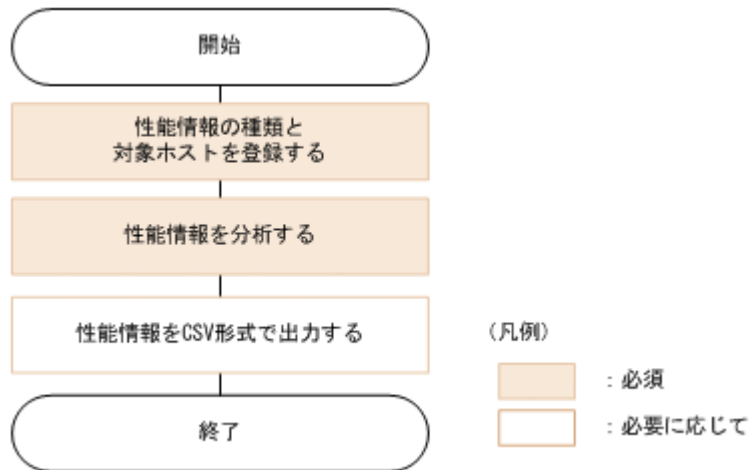 開始
性能情報の種類と
対象ホストを登録する
性能情報を分析する
性能情報をCSV形式で出力する
終了
(凡例)
：必須
：必要に応じて